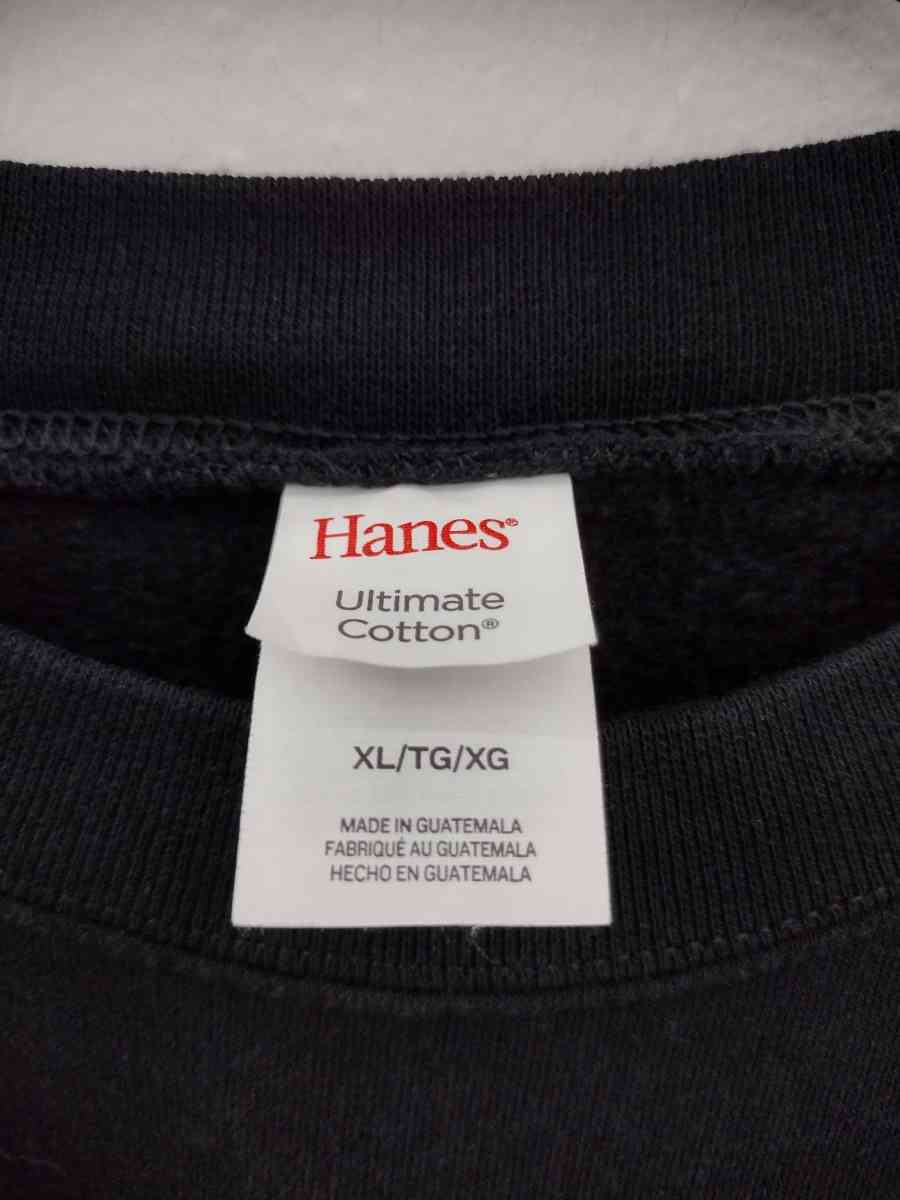 Hanes®
Ultimate
Cotton®
XL/TG/XG
MADE IN GUATEMALA
FABRIQUÉ AU GUATEMALA
HECHO EN GUATEMALA